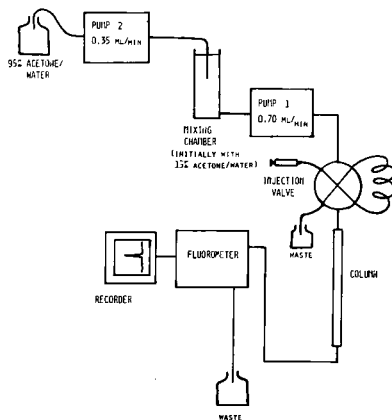 PUMP 2
0.35 ML/MIN
95% ACETONE/
WATER
PUMP 1
0.70 ML/MIN
MIXING
CHAMBER
(INITIALLY WITH
15% ACETONE/WATER)
INJECTION
VALVE
WASTE
FLUOROMETER
COLUMN
RECORDER
WASTE